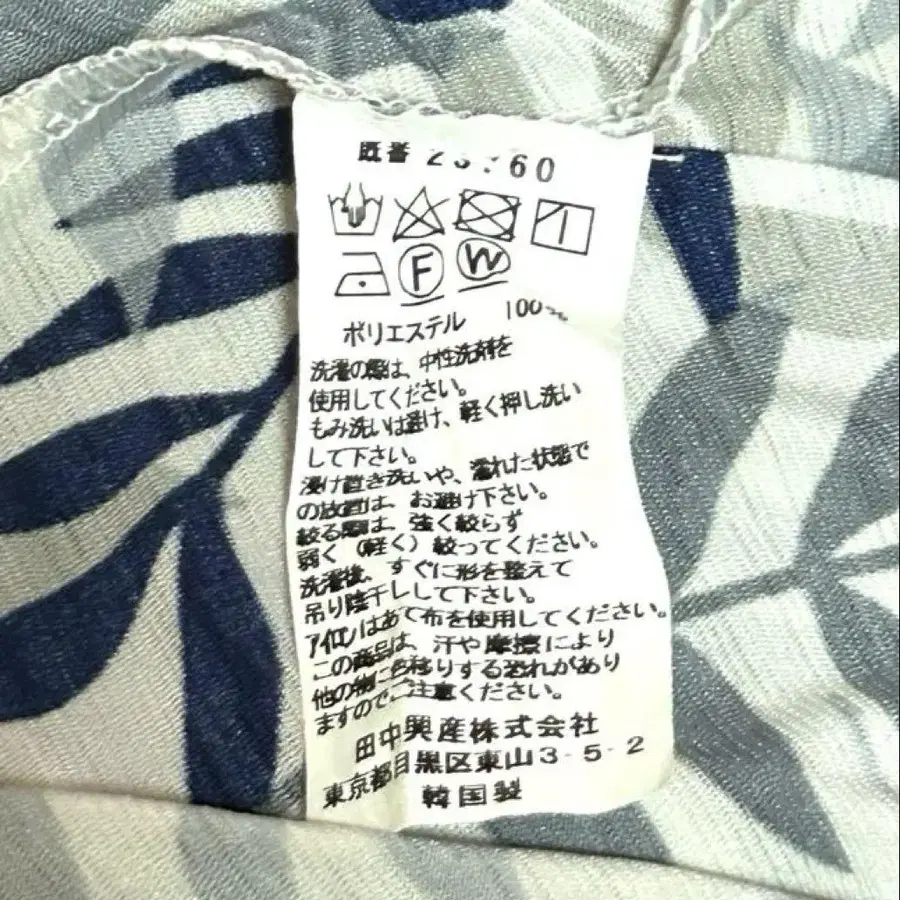 既番 23:60
F W
ポリエステル 100%
洗濯の際は、中性洗剤を
使用してください。
もみ洗いは避け、軽く押し洗い
して下さい。
浸け置き洗いや、濡れた状態で
の放置は、お避け下さい。
絞る際は、強く絞らず
弱く（軽く）絞ってください。
洗濯後、すぐに形を整えて
吊り陰干しして下さい。
アイロンはあて布を使用してください。
この商品は、汗や摩擦により
他の物に色移りする恐れがあり
ますのでご注意ください。
田中興産株式会社
東京都目黒区東山3-5-2
韓国製